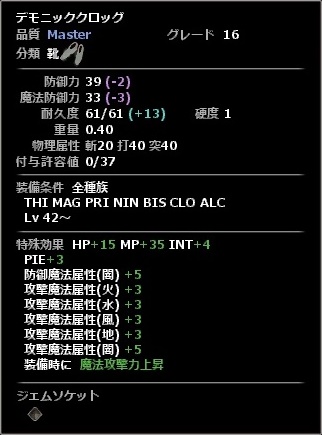 デモニッククロッグ
品質 Master グレード 16
分類 靴
防御力 39 (-2)
魔法防御力 33 (-3)
耐久度 61/61 (+13) 硬度 1
重量 0.40
物理属性 斬20 打40 突40
付与許容値 0/37
装備条件 全種族
THI MAG PRI NIN BIS CLO ALC
Lv 42～
特殊効果 HP+15 MP+35 INT+4
PIE+3
防御魔法属性(闇) +5
攻撃魔法属性(火) +3
攻撃魔法属性(水) +3
攻撃魔法属性(風) +3
攻撃魔法属性(地) +3
攻撃魔法属性(闇) +5
装備時に 魔法攻撃力上昇
ジェムソケット